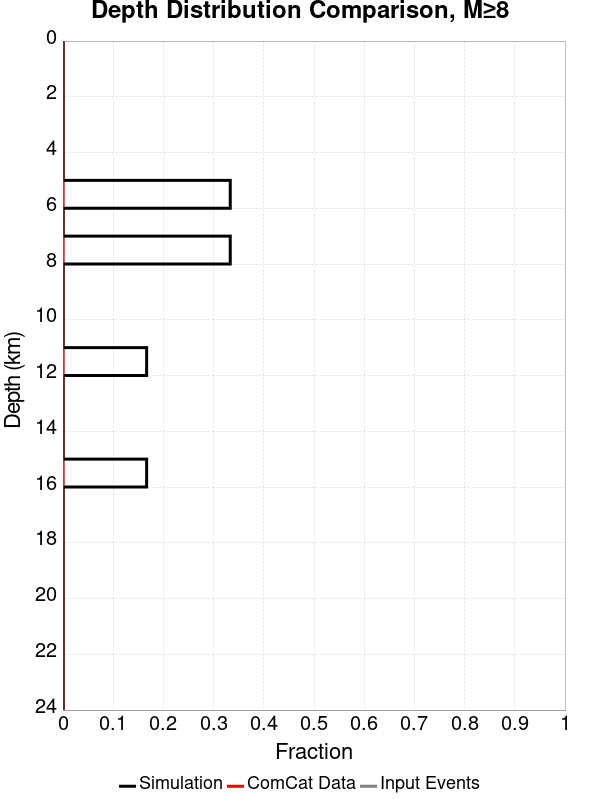 Depth Distribution Comparison, M≥8
0
2
4
6
8
10
12
14
16
18
20
22
24
Depth (km)
0 0.1 0.2 0.3 0.4 0.5 0.6 0.7 0.8 0.9 1
Fraction
Simulation ComCat Data Input Events